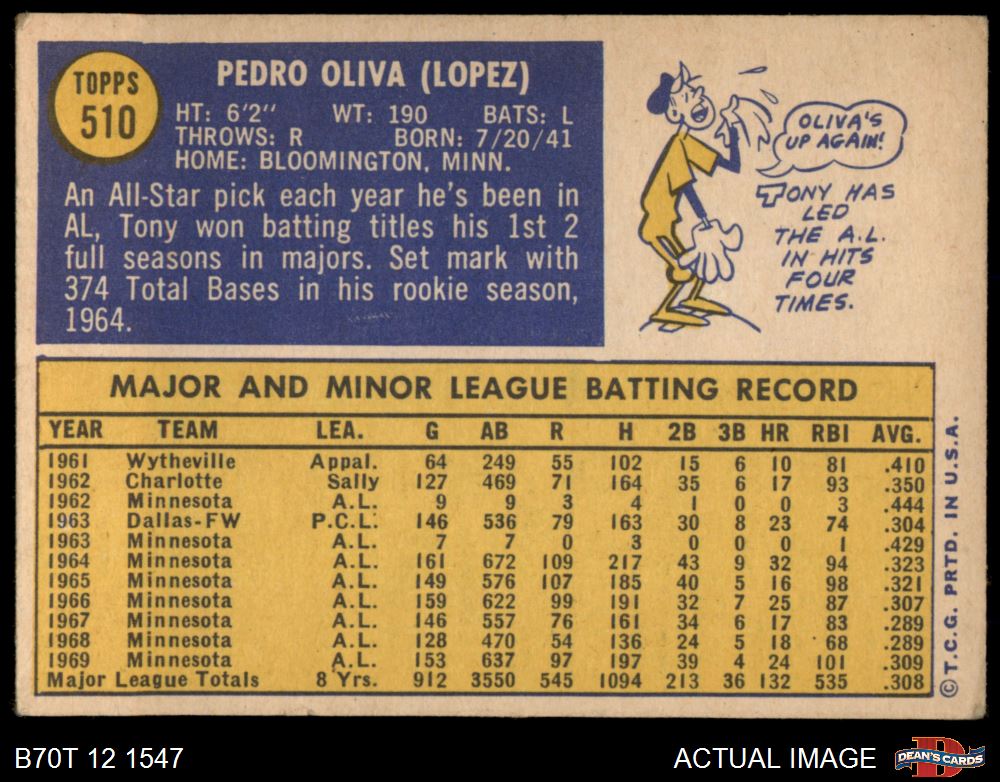 TOPPS
510
PEDRO OLIVA (LOPEZ)
HT: 6'2" WT: 190 BATS: L
THROWS: R BORN: 7/20/41
HOME: BLOOMINGTON, MINN.
An All-Star pick each year he's been in
AL, Tony won batting titles his 1st 2
full seasons in majors. Set mark with
374 Total Bases in his rookie season,
1964.
OLIVA'S
UP AGAIN!
TONY HAS
LED
THE A.L.
IN HITS
FOUR
TIMES.
MAJOR AND MINOR LEAGUE BATTING RECORD
YEAR TEAM LEA. G AB R H 2B 3B HR RBI AVG.
1961 Wytheville Appal. 64 249 55 102 15 6 10 81 .410
1962 Charlotte Sally 127 469 71 164 35 6 17 93 .350
1962 Minnesota A.L. 9 9 3 4 1 0 0 3 .444
1963 Dallas-FW P.C.L. 146 536 79 163 30 8 23 74 .304
1963 Minnesota A.L. 7 7 0 3 0 0 0 1 .429
1964 Minnesota A.L. 161 672 109 217 43 9 32 94 .323
1965 Minnesota A.L. 149 576 107 185 40 5 16 98 .321
1966 Minnesota A.L. 159 622 99 191 32 7 25 87 .307
1967 Minnesota A.L. 146 557 76 161 34 6 17 83 .289
1968 Minnesota A.L. 128 470 54 136 24 5 18 68 .289
1969 Minnesota A.L. 153 637 97 197 39 4 24 101 .309
Major League Totals 8 Yrs. 912 3550 545 1094 213 36 132 535 .308
©T.C.G. PRTD. IN U.S.A.
B70T 12 1547
ACTUAL IMAGE
D
DEAN'S CARDS